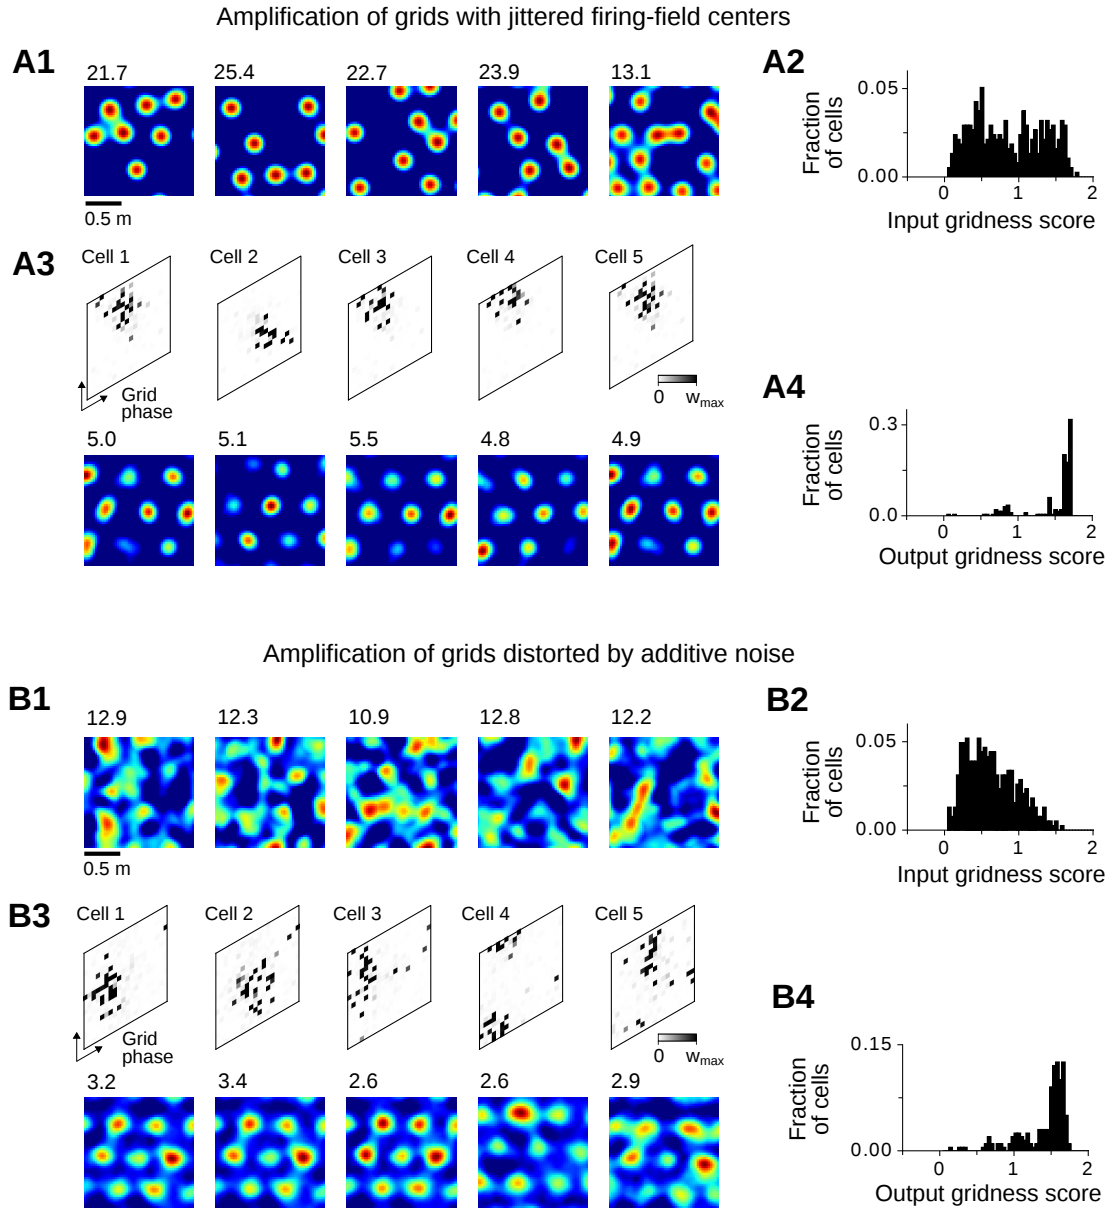 Amplification of grids with jittered firing-field centers
A1
21.7 25.4 22.7 23.9 13.1
0.5 m
A2
Fraction
of cells
0.05
0.00
0 1 2
Input gridness score
A3
Cell 1 Cell 2 Cell 3 Cell 4 Cell 5
Grid
phase
0 wmax
5.0 5.1 5.5 4.8 4.9
A4
Fraction
of cells
0.3
0.0
0 1 2
Output gridness score
Amplification of grids distorted by additive noise
B1
12.9 12.3 10.9 12.8 12.2
0.5 m
B2
Fraction
of cells
0.05
0.00
0 1 2
Input gridness score
B3
Cell 1 Cell 2 Cell 3 Cell 4 Cell 5
Grid
phase
0 wmax
3.2 3.4 2.6 2.6 2.9
B4
Fraction
of cells
0.15
0.00
0 1 2
Output gridness score